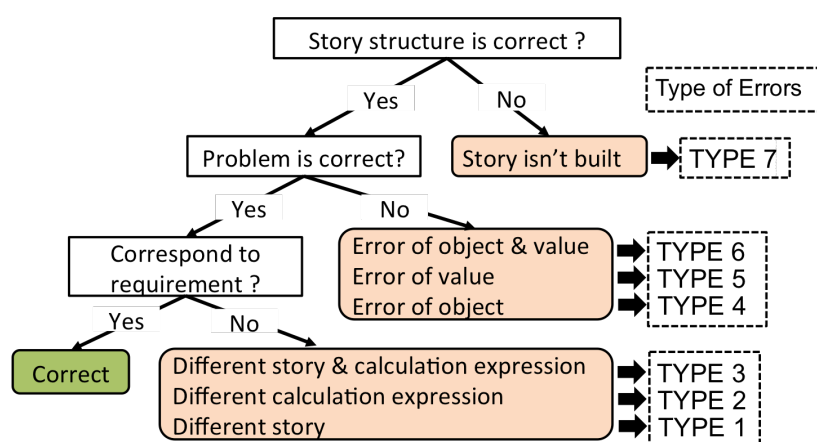 Story structure is correct ?
Type of Errors
Yes
No
Problem is correct?
Story isn't built
TYPE 7
Yes
No
Correspond to
requirement ?
Error of object & value
TYPE 6
Error of value
TYPE 5
Error of object
TYPE 4
Yes
No
Correct
Different story & calculation expression
TYPE 3
Different calculation expression
TYPE 2
Different story
TYPE 1